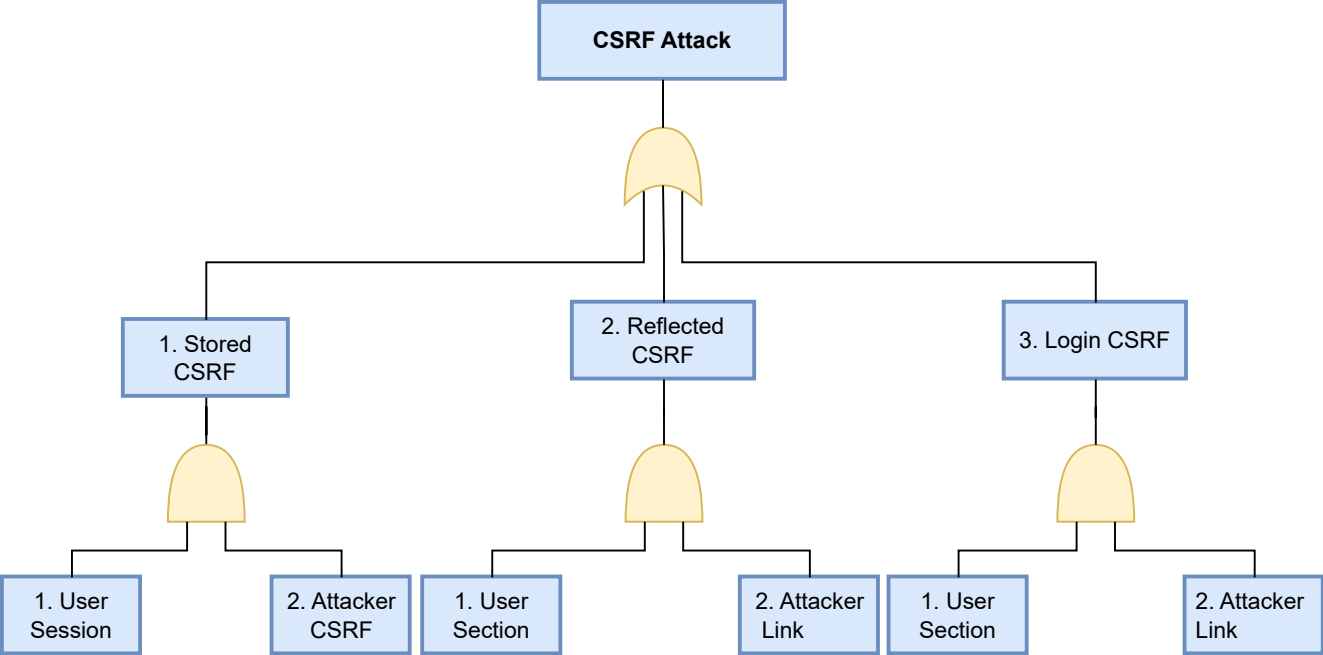 CSRF Attack
1. Stored
CSRF
2. Reflected
CSRF
3. Login CSRF
1. User
Session
2. Attacker
CSRF
1. User
Section
2. Attacker
Link
1. User
Section
2. Attacker
Link